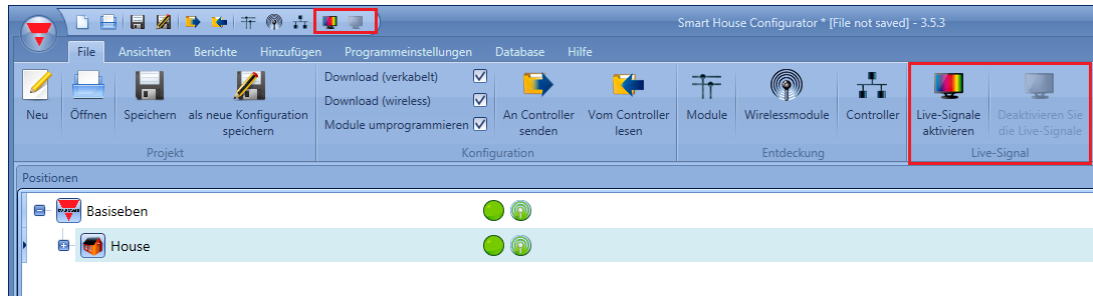 Smart House Configurator * [File not saved] - 3.5.3
File Ansichten Berichte Hinzufügen Programmeinstellungen Database Hilfe
Neu
Öffnen
Speichern
als neue Konfiguration
speichern
Projekt
Download (verkabelt)
Download (wireless)
Module umprogrammieren
An Controller
senden
Vom Controller
lesen
Konfiguration
Module
Wirelessmodule
Controller
Entdeckung
Live-Signale
aktivieren
Deaktivieren Sie
die Live-Signale
Live-Signal
Positionen
Basiseben
House